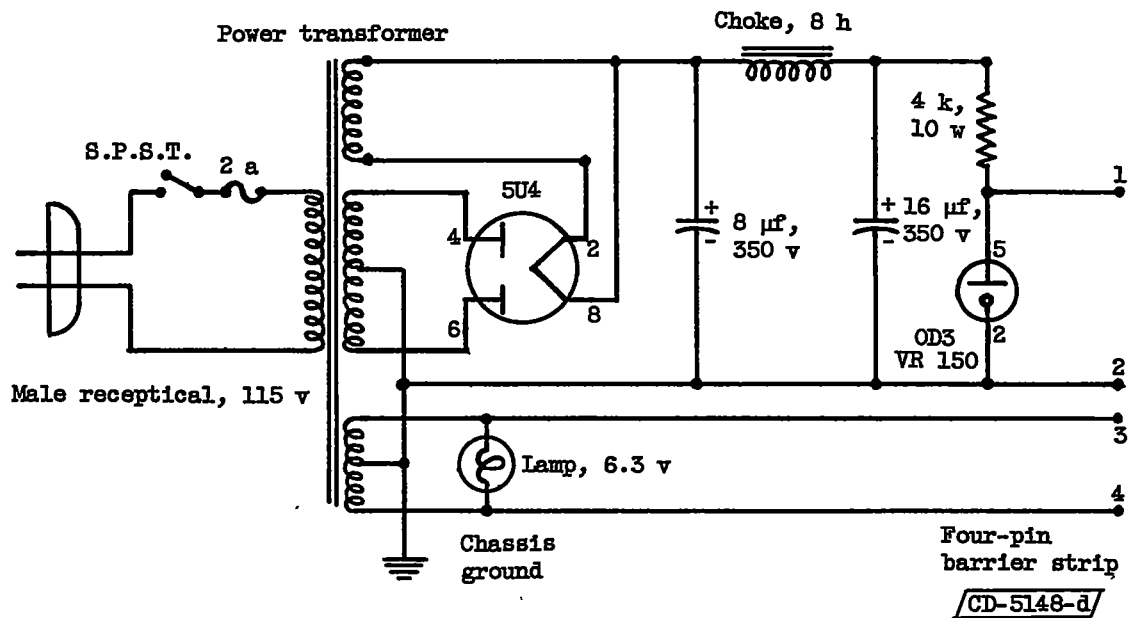 Power transformer
Choke, 8 h
4 k,
10 w
S.P.S.T.
2 a
1
5U4
4
2
6
8
+
8 μf,
-
350 v
+
16 μf,
-
350 v
5
2
OD3
VR 150
2
Male receptical, 115 v
3
Lamp, 6.3 v
4
Chassis
ground
Four-pin
barrier strip
CD-5148-d